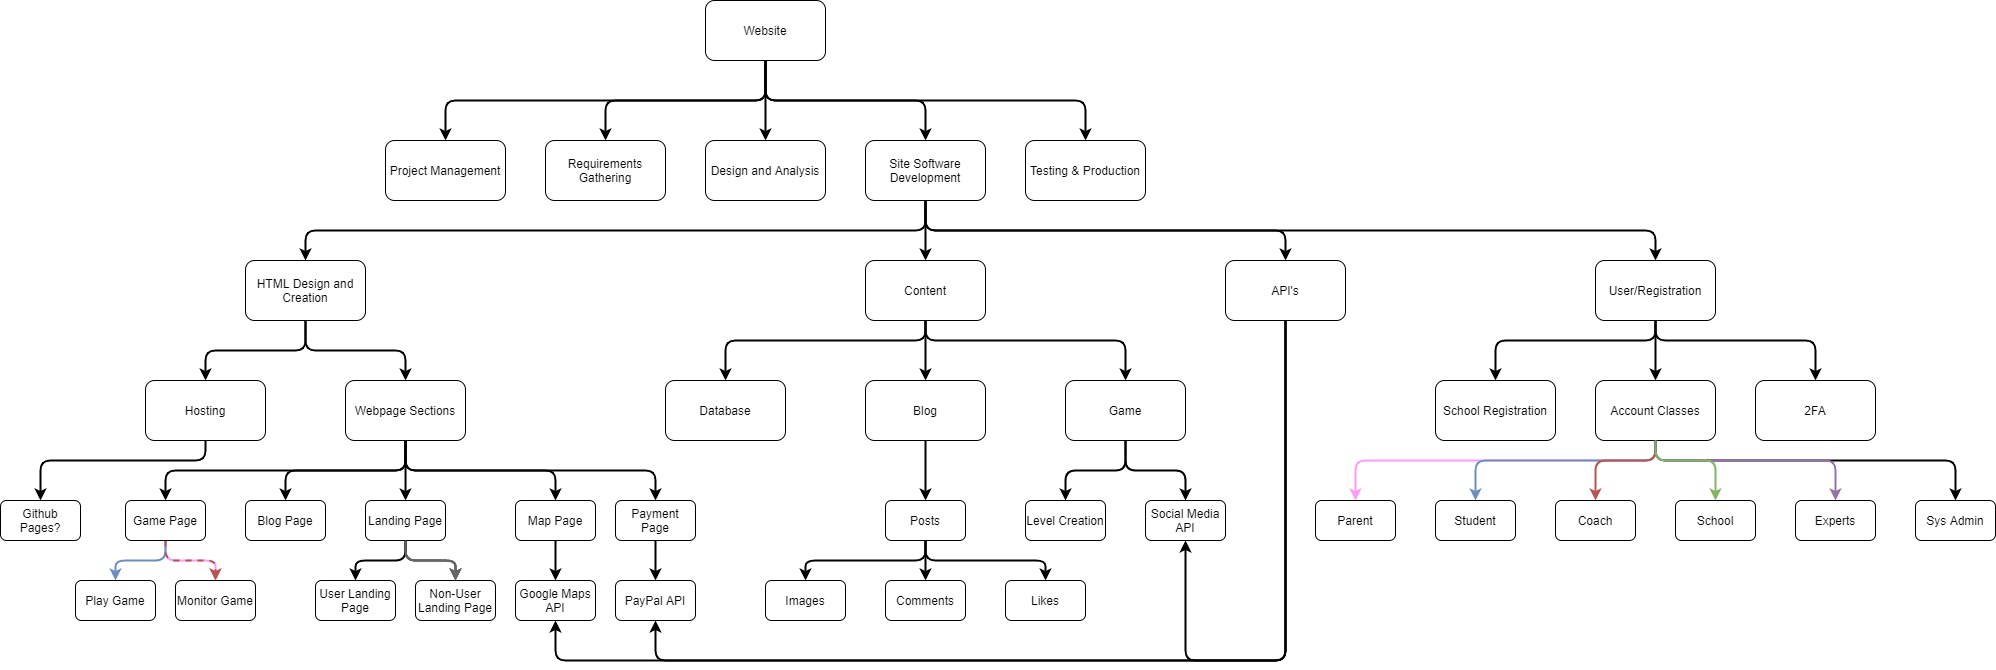 Website
Project Management
Requirements
Gathering
Design and Analysis
Site Software
Development
Testing & Production
HTML Design and
Creation
Content
API's
User/Registration
Hosting
Webpage Sections
Database
Blog
Game
School Registration
Account Classes
2FA
Github
Pages?
Game Page
Blog Page
Landing Page
Map Page
Payment
Page
Posts
Level Creation
Social Media
API
Parent
Student
Coach
School
Experts
Sys Admin
Play Game
Monitor Game
User Landing
Page
Non-User
Landing Page
Google Maps
API
PayPal API
Images
Comments
Likes